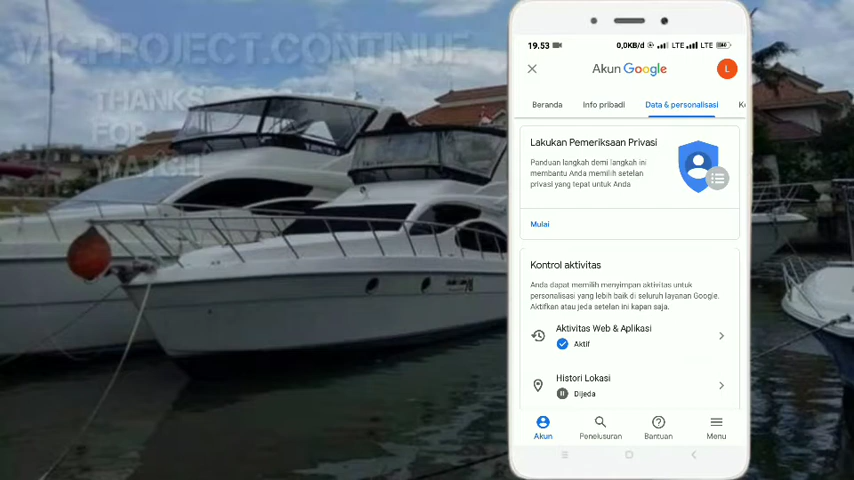 VIC.PROJECT.CONTINUE
THANKS
FOR
WATCH
19.53
0,0KB/d
LTE
LTE
Akun Google
L
Beranda
Info pribadi
Data & personalisasi
Lakukan Pemeriksaan Privasi
Panduan langkah demi langkah ini
membantu Anda memilih setelan
privasi yang tepat untuk Anda
Mulai
Kontrol aktivitas
Anda dapat memilih menyimpan aktivitas untuk
personalisasi yang lebih baik di seluruh layanan Google.
Aktifkan atau jeda setelan ini kapan saja.
Aktivitas Web & Aplikasi
Aktif
Histori Lokasi
Dijeda
Akun
Penelusuran
Bantuan
Menu